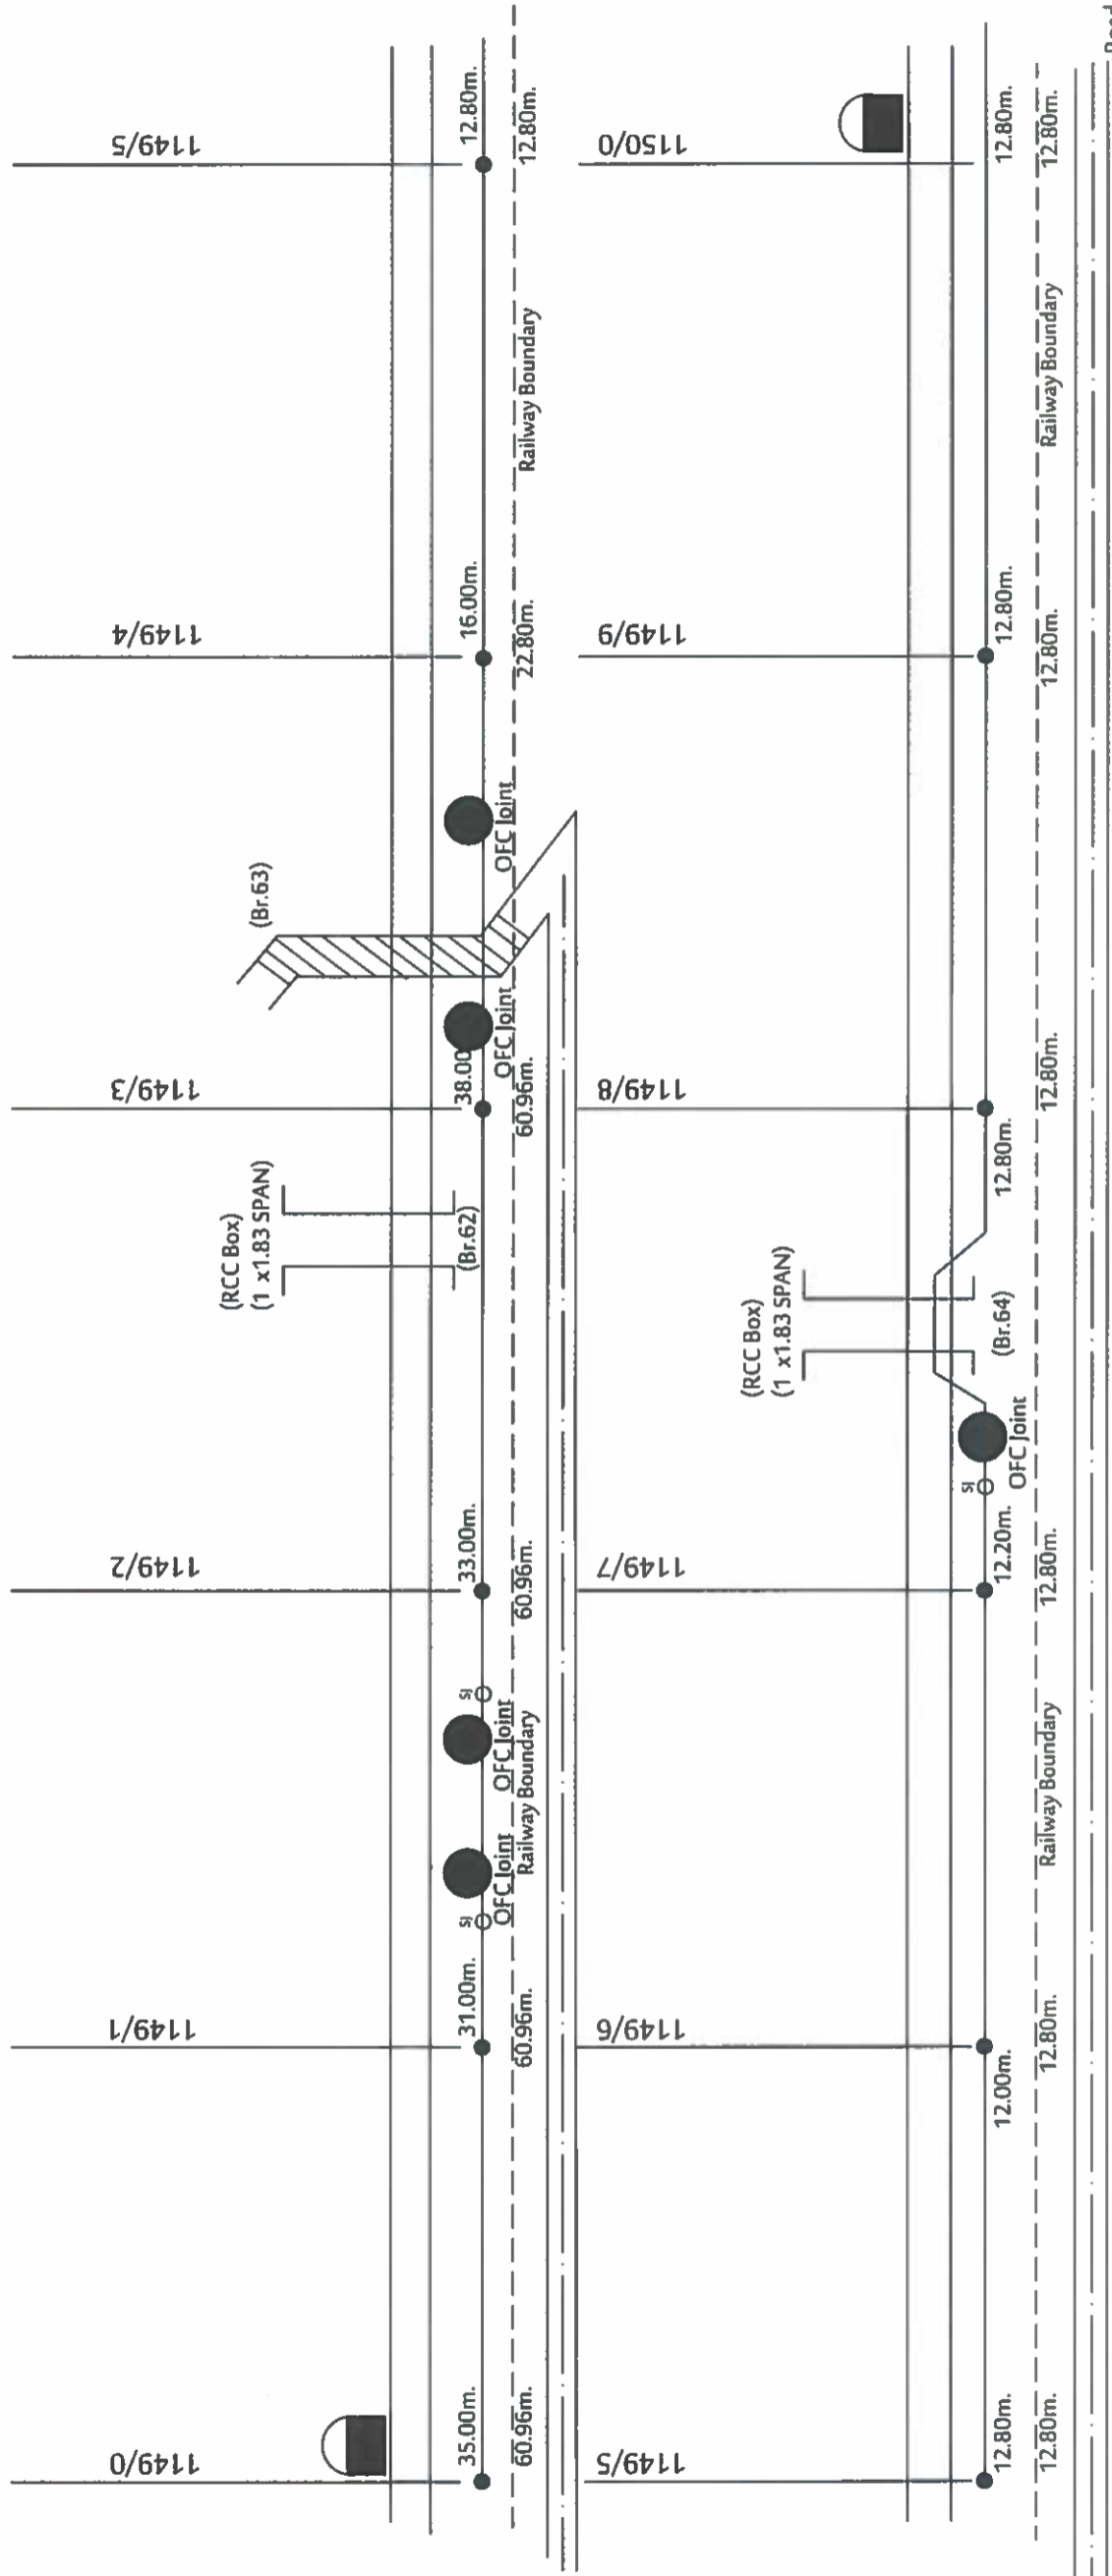 1149/0
1149/1
1149/2
1149/3
1149/4
1149/5
(RCC Box)
(1 x1.83 SPAN)
(Br.62)
(Br.63)
35.00m.
31.00m.
SJ
SJ
33.00m.
38.00
16.00m.
12.80m.
OFC Joint
OFC Joint
OFC Joint
OFC Joint
60.96m.
60.96m.
Railway Boundary
60.96m.
60.96m.
22.80m.
Railway Boundary
12.80m.
1149/5
1149/6
1149/7
1149/8
1149/9
1150/0
(RCC Box)
(1 x1.83 SPAN)
SJ
(Br.64)
OFC Joint
12.80m.
12.00m.
12.20m.
12.80m.
12.80m.
12.80m.
12.80m.
12.80m.
Railway Boundary
12.80m.
12.80m.
12.80m.
Railway Boundary
12.80m.